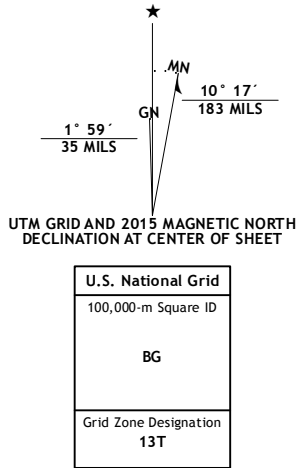 ★
MN
GN
10° 17´
183 MILS
1° 59´
35 MILS
UTM GRID AND 2015 MAGNETIC NORTH
DECLINATION AT CENTER OF SHEET
U.S. National Grid
100,000-m Square ID
BG
Grid Zone Designation
13T